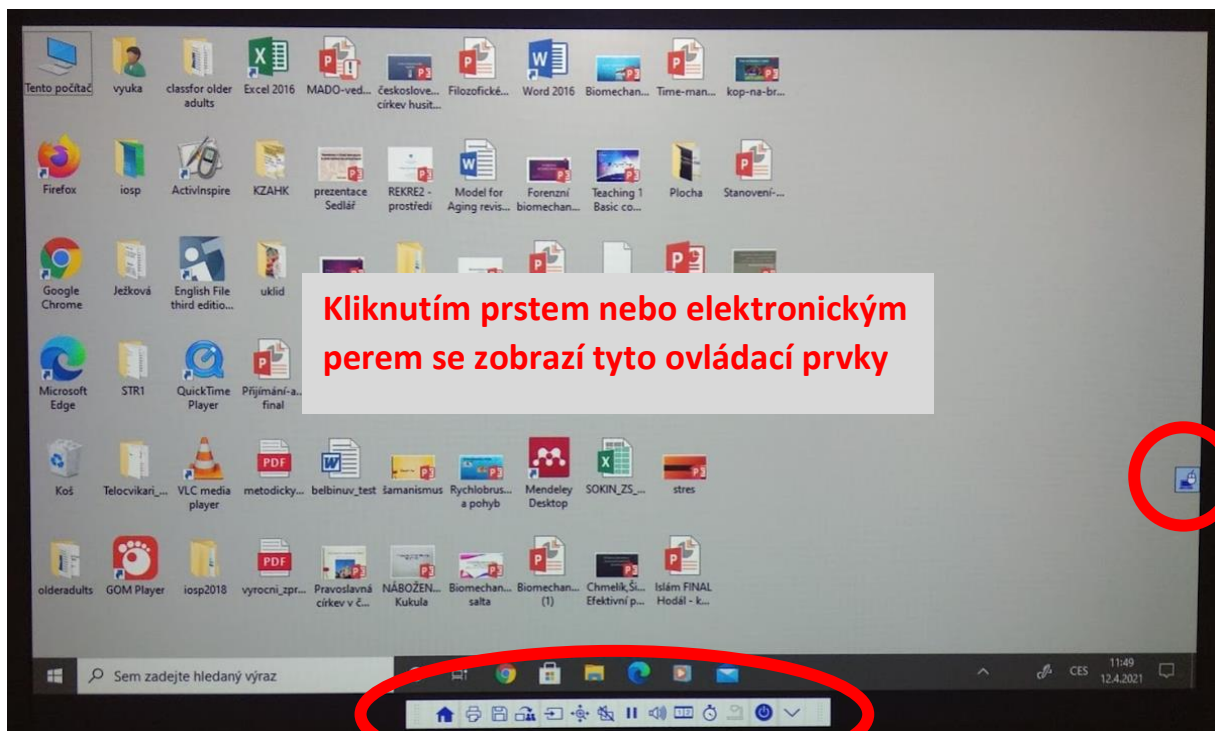 Tento počítač
vyuka
classfor older
adults
Excel 2016
MADO-ved...
českoslove...
církev husit...
Filozofické...
Word 2016
Biomechan...
Time-man...
kop-na-br...
Firefox
iosp
ActivInspire
KZAHK
prezentace
Sedlář
REKRE2 -
prostředí
Model for
Aging revis...
Forenzní
biomechan...
Teaching 1
Basic co...
Plocha
Stanovení-...
Google
Chrome
Ježková
English File
third editio...
uklid
Kliknutím prstem nebo elektronickým
perem se zobrazí tyto ovládací prvky
Microsoft
Edge
STR1
QuickTime
Player
Přijímání-a...
final
Koš
Telocvikari_...
VLC media
player
PDF
metodicky...
belbinuv_test
šamanismus
Rychlobrus...
a pohyb
Mendeley
Desktop
SOKIN_ZS_...
stres
olderadults
GOM Player
iosp2018
PDF
vyrocni_zpr...
Pravoslavná
církev v č...
NÁBOŽEN...
Kukula
Biomechan...
salta
Biomechan...
(1)
Chmelík,Ši...
Efektivní p...
Islám FINAL
Hodál - k...
Sem zadejte hledaný výraz
CES
11:49
12.4.2021